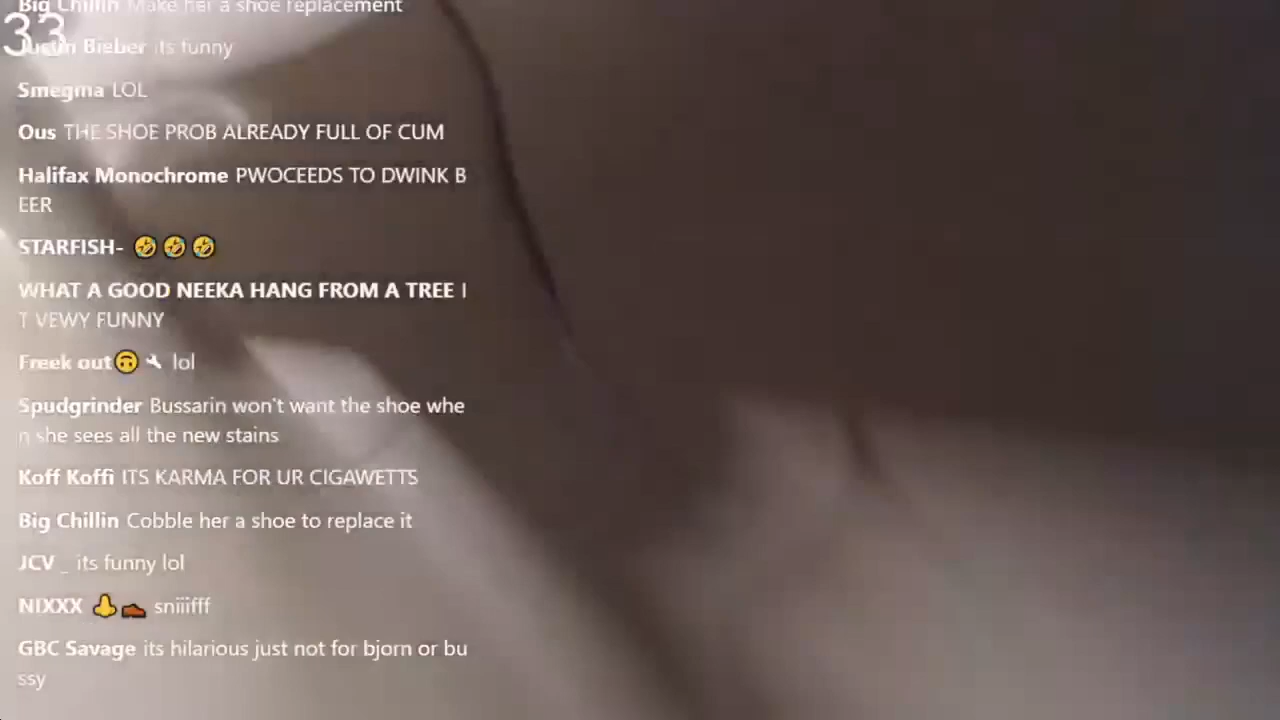 33
Big Chillin Make her a shoe replacement
Justin Bieber its funny
Smegma LOL
Ous THE SHOE PROB ALREADY FULL OF CUM
Halifax Monochrome PWOCEEDS TO DWINK B
EER
STARFISH- 🤣🤣🤣
WHAT A GOOD NEEKA HANG FROM A TREE I
T VEWY FUNNY
Freek out🙃🔧 lol
Spudgrinder Bussarin won't want the shoe whe
n she sees all the new stains
Koff Koffi ITS KARMA FOR UR CIGAWETTS
Big Chillin Cobble her a shoe to replace it
JCV _ its funny lol
NIXXX 👃👞 sniiifff
GBC Savage its hilarious just not for bjorn or bu
ssy